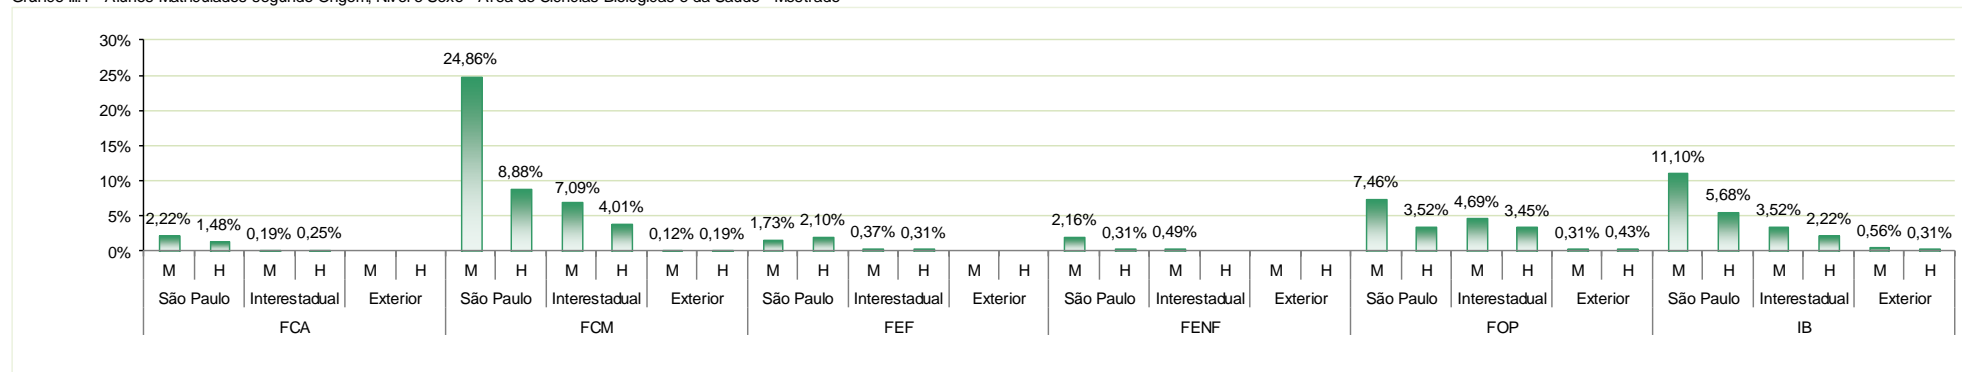 30%
25%
20%
15%
10%
5%
0%
2,22% 1,48% 0,19% 0,25%
24,86% 8,88% 7,09% 4,01% 0,12% 0,19%
1,73% 2,10% 0,37% 0,31%
2,16% 0,31% 0,49%
7,46% 3,52% 4,69% 3,45% 0,31% 0,43%
11,10% 5,68% 3,52% 2,22% 0,56% 0,31%
M H M H M H M H M H M H M H M H M H M H M H M H M H M H M H M H M H M H
São Paulo Interestadual Exterior São Paulo Interestadual Exterior São Paulo Interestadual Exterior São Paulo Interestadual Exterior São Paulo Interestadual Exterior São Paulo Interestadual Exterior
FCA FCM FEF FENF FOP IB